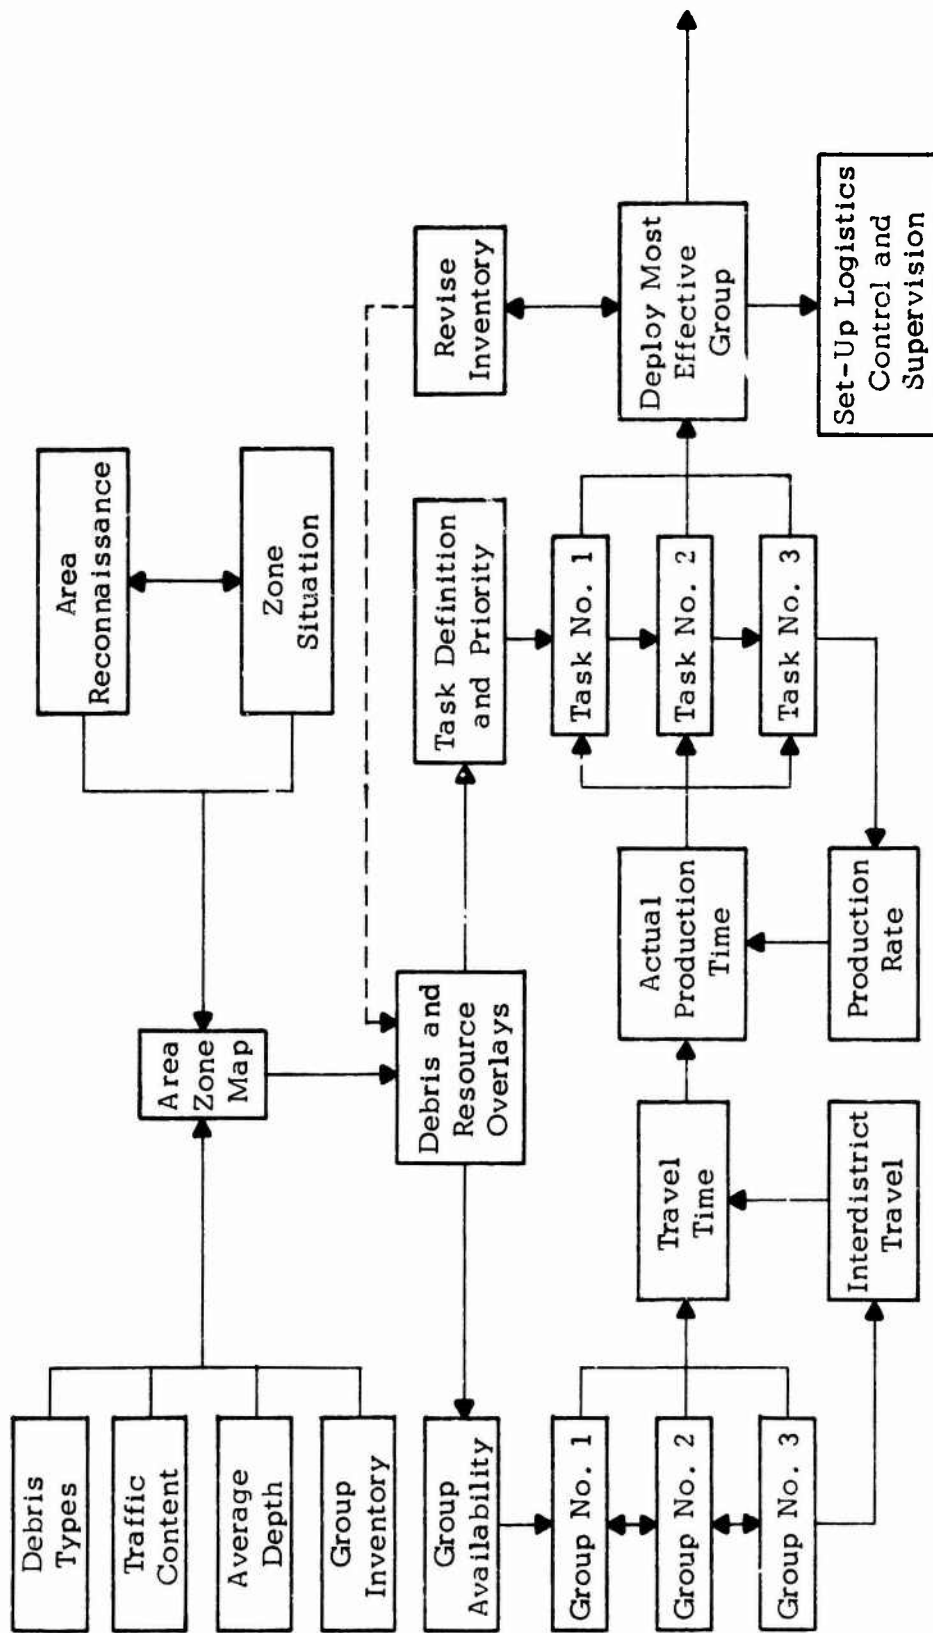 Debris
Types
Traffic
Content
Average
Depth
Group
Inventory
Area
Zone
Map
Area
Reconnaissance
Zone
Situation
Group
Availability
Debris and
Resource
Overlays
Task Definition
and Priority
Revise
Inventory
Group No. 1
Group No. 2
Group No. 3
Travel
Time
Interdistrict
Travel
Actual
Production
Time
Production
Rate
Task No. 1
Task No. 2
Task No. 3
Deploy Most
Effective
Group
Set-Up Logistics
Control and
Supervision